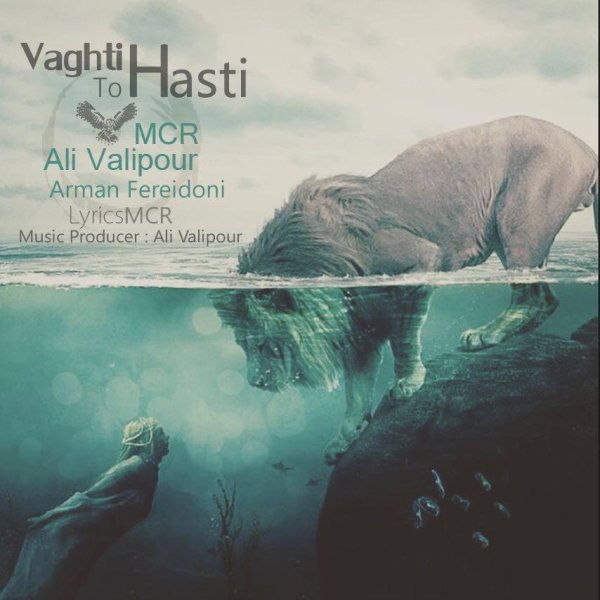 Vaghti
To Hasti
MCR
Ali Valipour
Arman Fereidoni
LyricsMCR
Music Producer : Ali Valipour